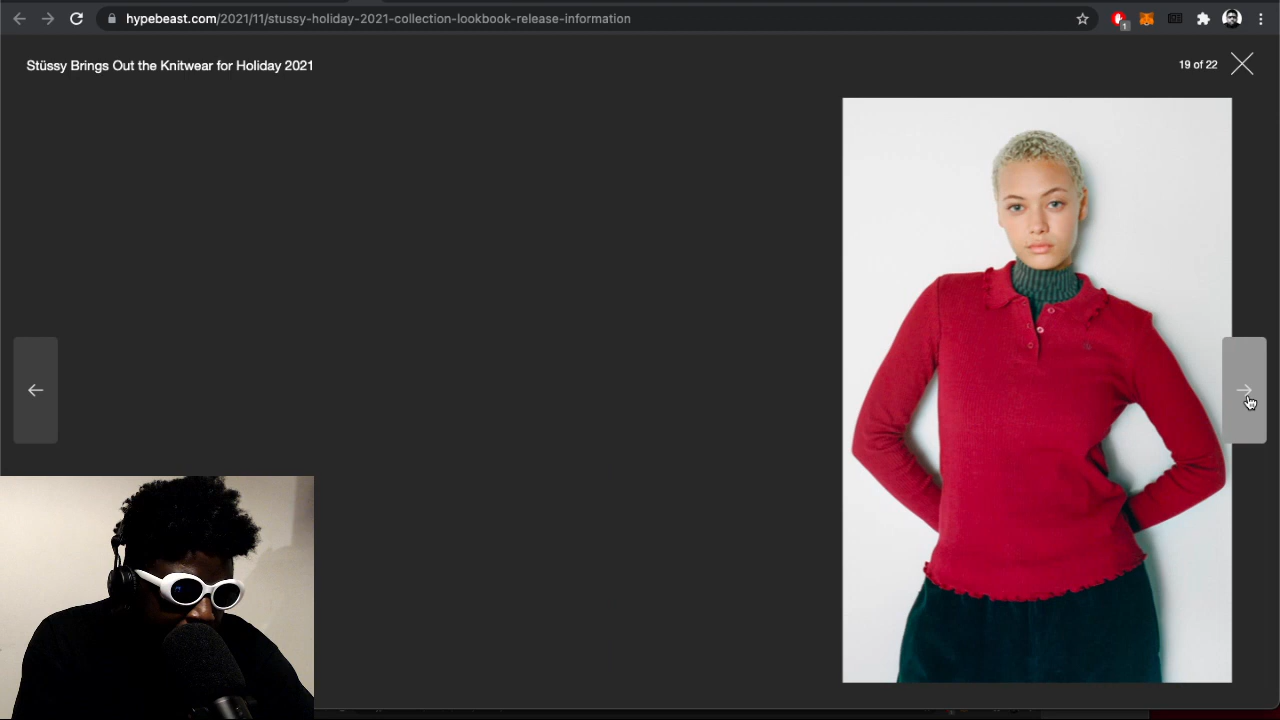 hypebeast.com/2021/11/stussy-holiday-2021-collection-lookbook-release-information
1
Stüssy Brings Out the Knitwear for Holiday 2021
19 of 22